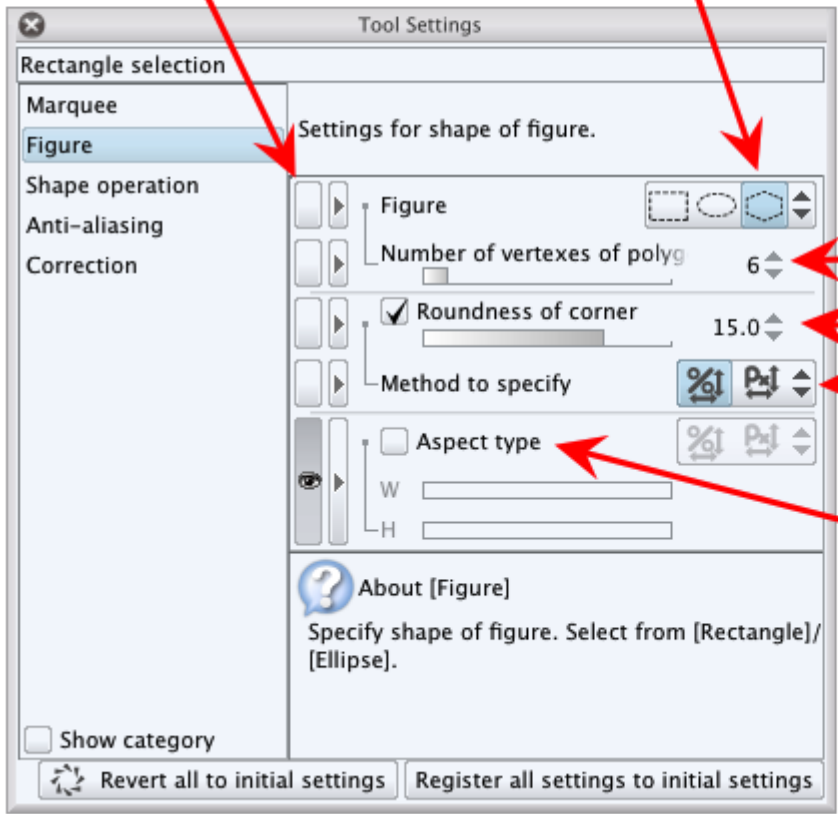 Tool Settings
Rectangle selection
Marquee
Figure
Shape operation
Anti-aliasing
Correction
Settings for shape of figure.
Figure
Number of vertexes of polyg
6
Roundness of corner
15.0
Method to specify
% Px
Aspect type
% Px
W
H
About [Figure]
Specify shape of figure. Select from [Rectangle]/
[Ellipse].
Show category
Revert all to initial settings
Register all settings to initial settings